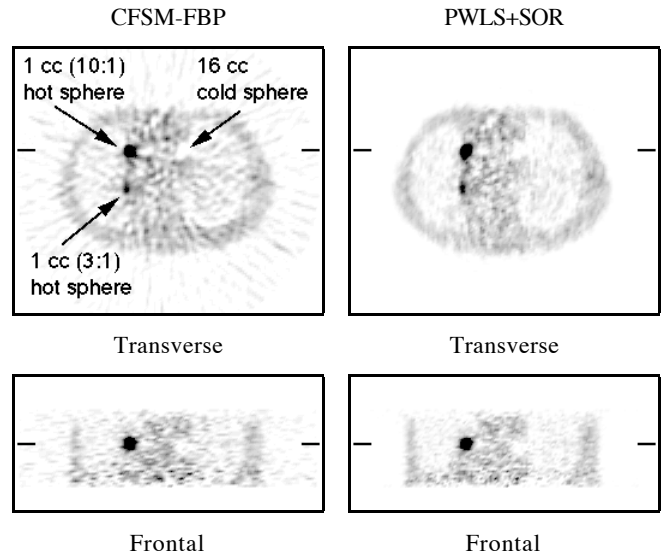 CFSM-FBP
PWLS+SOR
1 cc (10:1)
hot sphere
16 cc
cold sphere
1 cc (3:1)
hot sphere
Transverse
Transverse
Frontal
Frontal